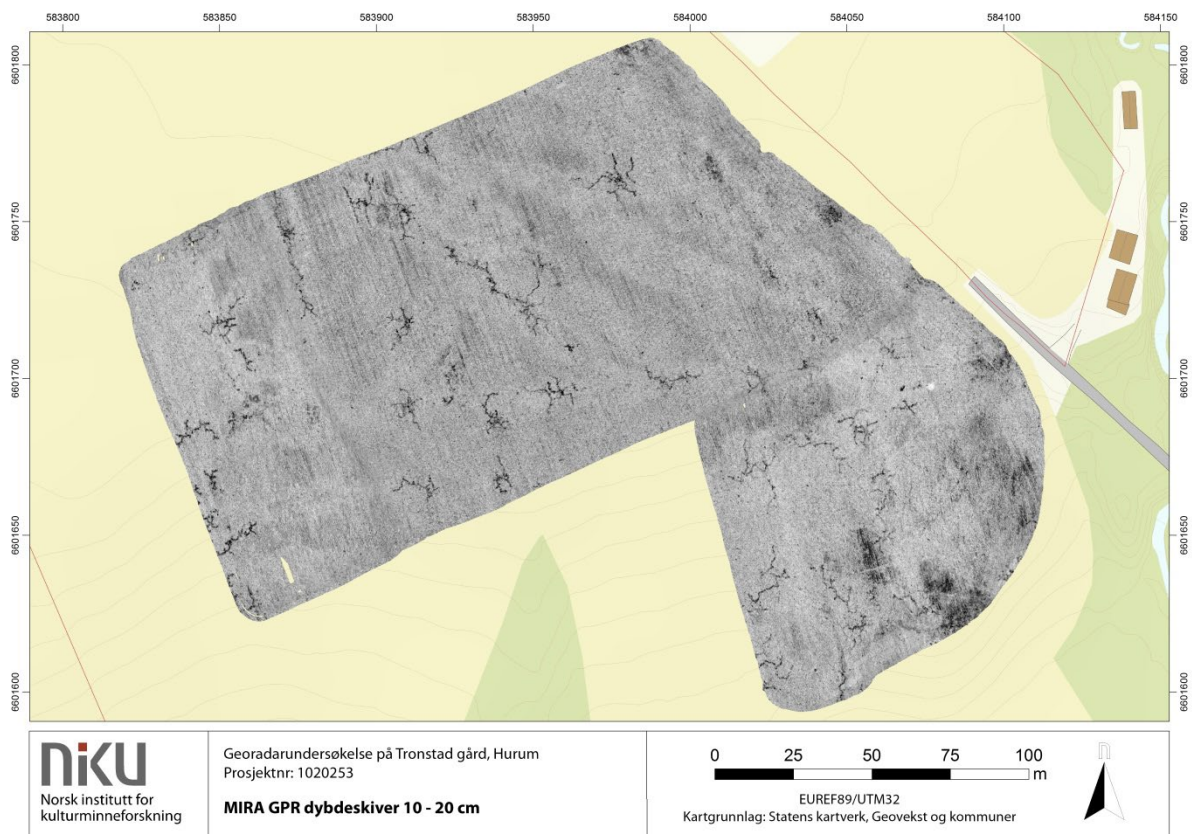 583800 583850 583900 583950 584000 584050 584100 584150
6601800 6601800
6601750 6601750
6601700 6601700
6601650 6601650
6601600 6601600
niku
Norsk institutt for
kulturminneforskning
Georadarundersøkelse på Tronstad gård, Hurum
Prosjektnr: 1020253
MIRA GPR dybdeskiver 10 - 20 cm
0 25 50 75 100
m
EUREF89/UTM32
Kartgrunnlag: Statens kartverk, Geovekst og kommuner
n